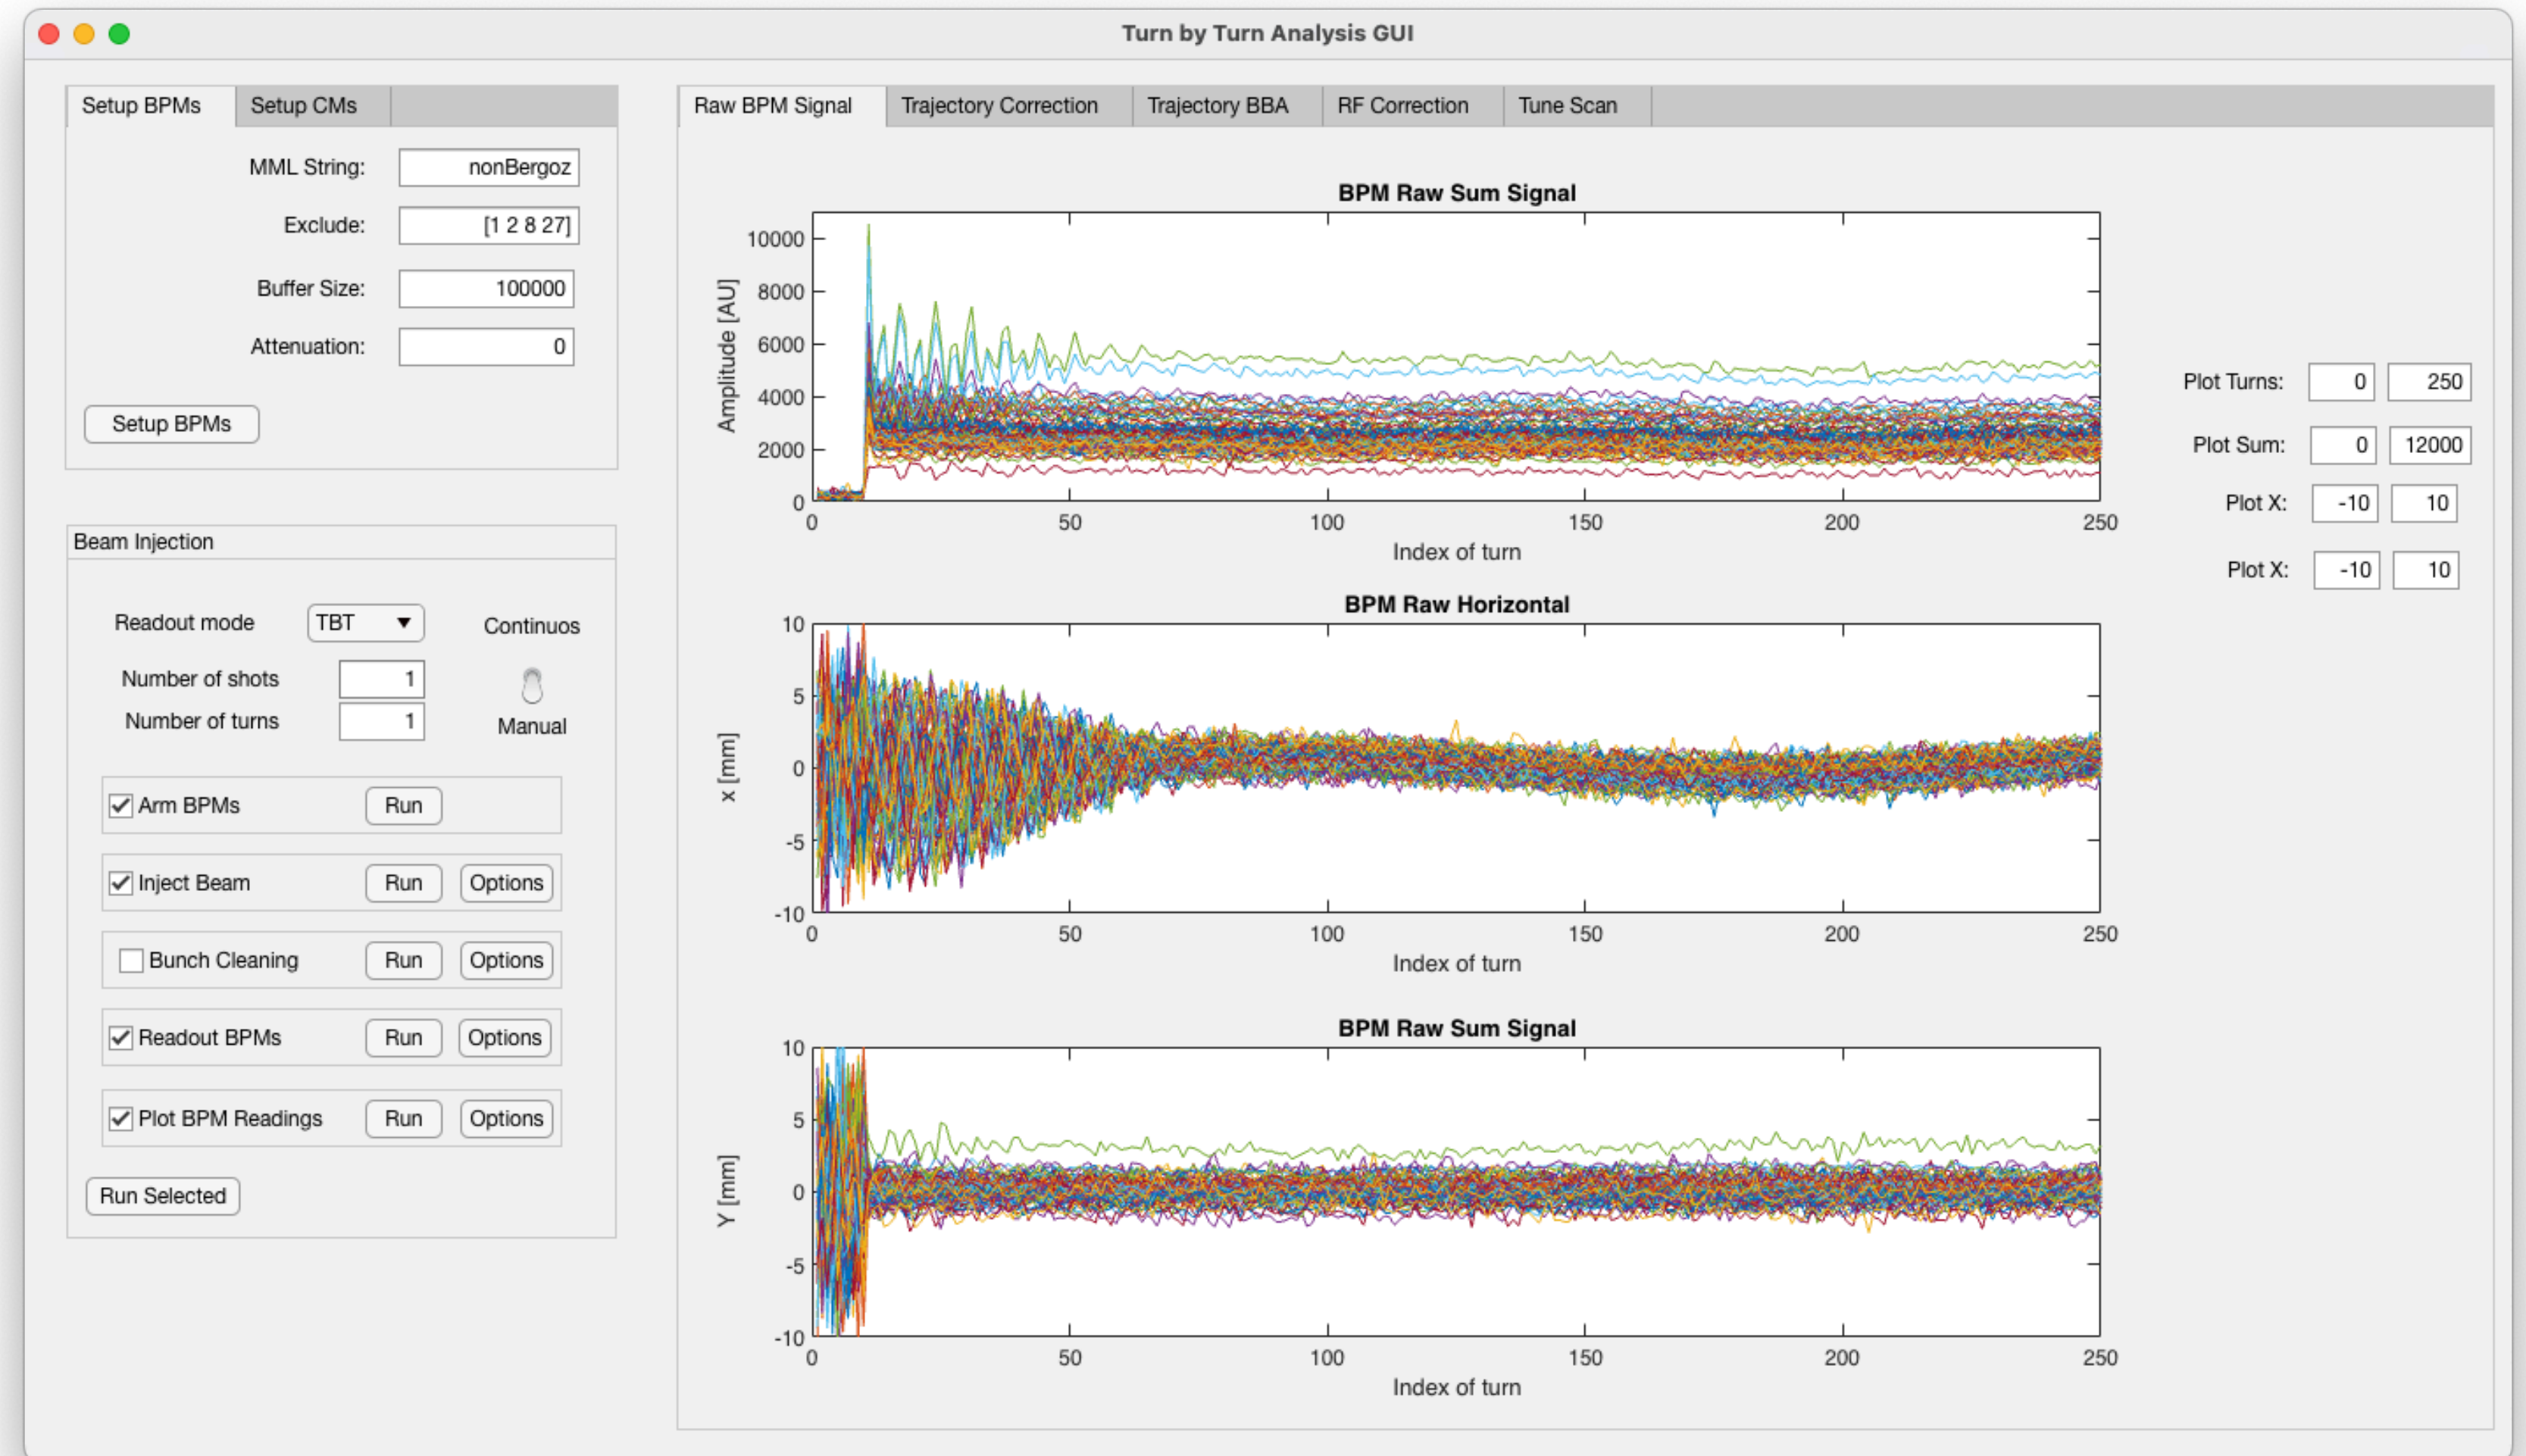 Turn by Turn Analysis GUI
Setup BPMs
Setup CMs
MML String:
nonBergoz
Exclude:
[1 2 8 27]
Buffer Size:
100000
Attenuation:
0
Setup BPMs
Beam Injection
Readout mode
TBT
Continuos
Number of shots
1
Number of turns
1
Manual
Arm BPMs
Run
Inject Beam
Run
Options
Bunch Cleaning
Run
Options
Readout BPMs
Run
Options
Plot BPM Readings
Run
Options
Run Selected
Raw BPM Signal
Trajectory Correction
Trajectory BBA
RF Correction
Tune Scan
BPM Raw Sum Signal
Amplitude [AU]
10000
8000
6000
4000
2000
0
0
50
100
150
200
250
Index of turn
BPM Raw Horizontal
x [mm]
10
5
0
-5
-10
0
50
100
150
200
250
Index of turn
BPM Raw Sum Signal
Y [mm]
10
5
0
-5
-10
0
50
100
150
200
250
Index of turn
Plot Turns:
0
250
Plot Sum:
0
12000
Plot X:
-10
10
Plot X:
-10
10